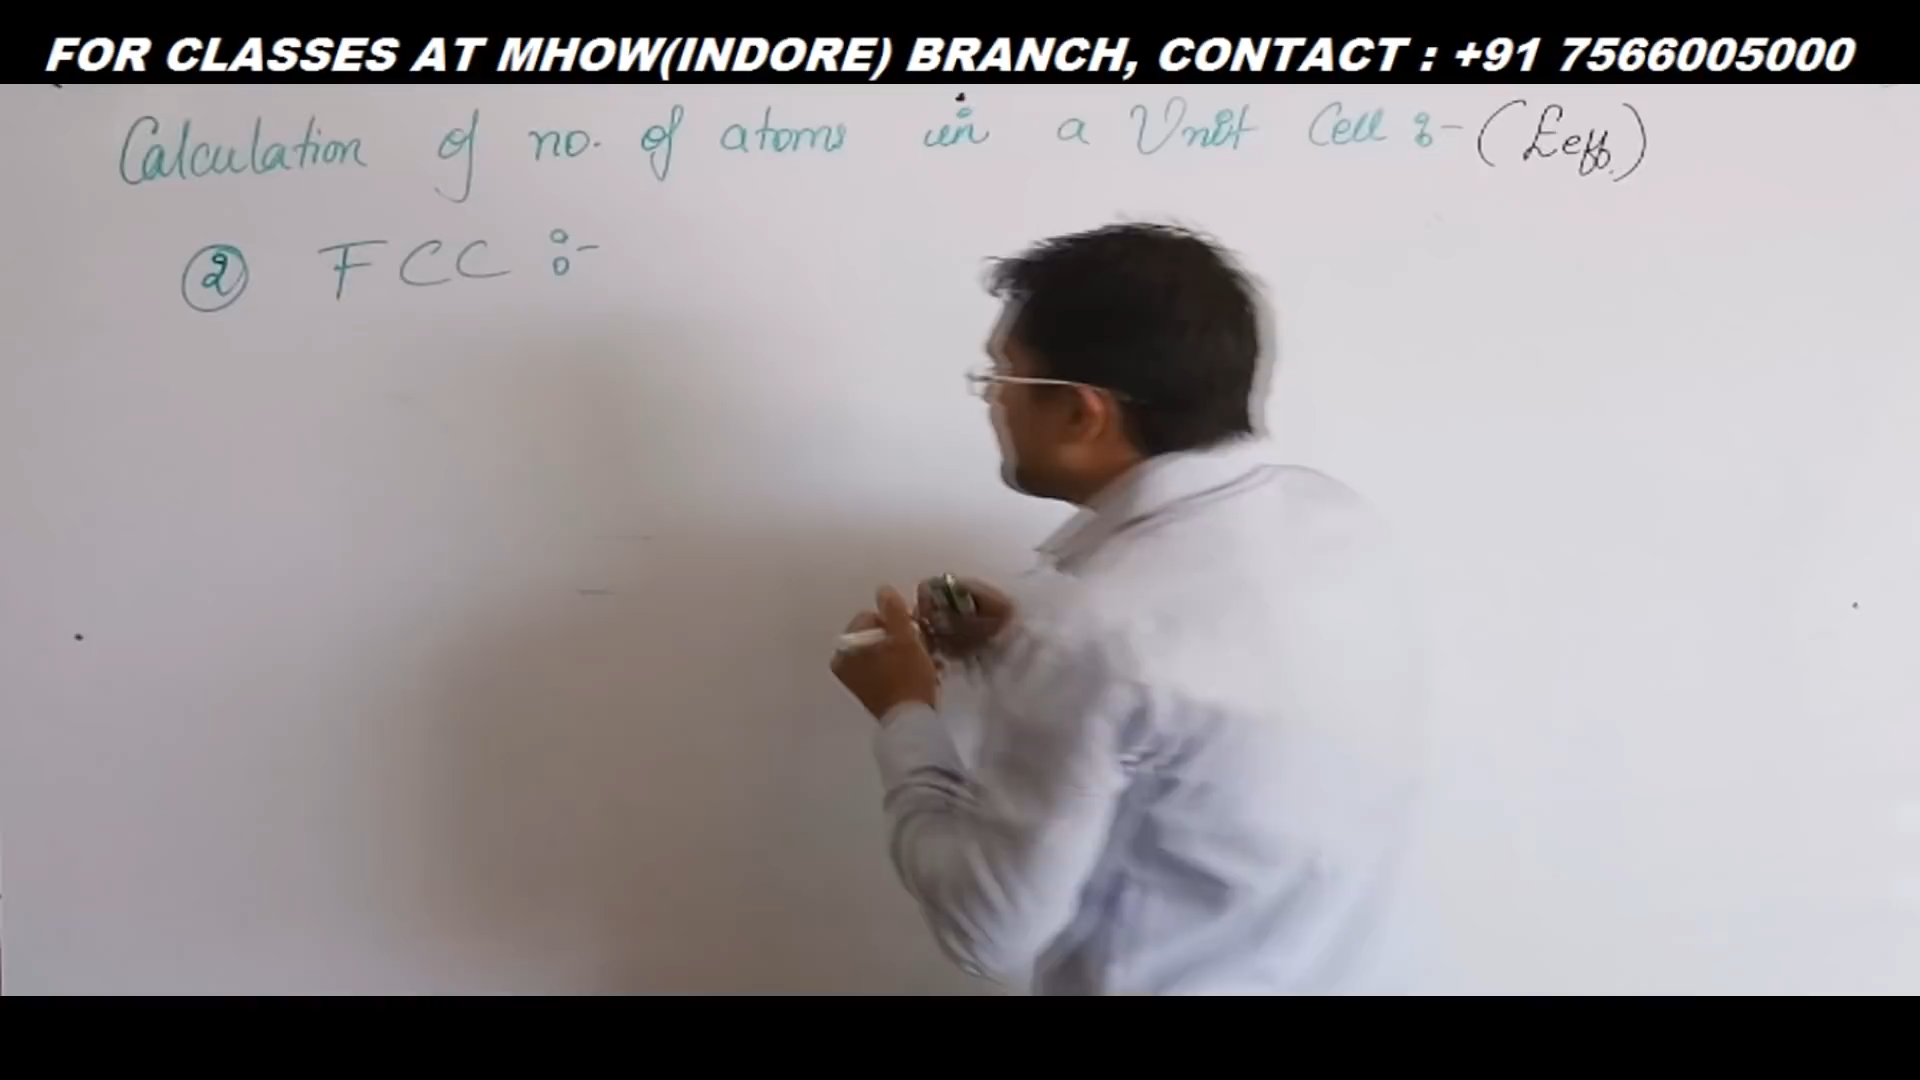 FOR CLASSES AT MHOW(INDORE) BRANCH, CONTACT : +91 7566005000
Calculation of no. of atoms in a Unit Cell :- (Zeff.)
② FCC :-